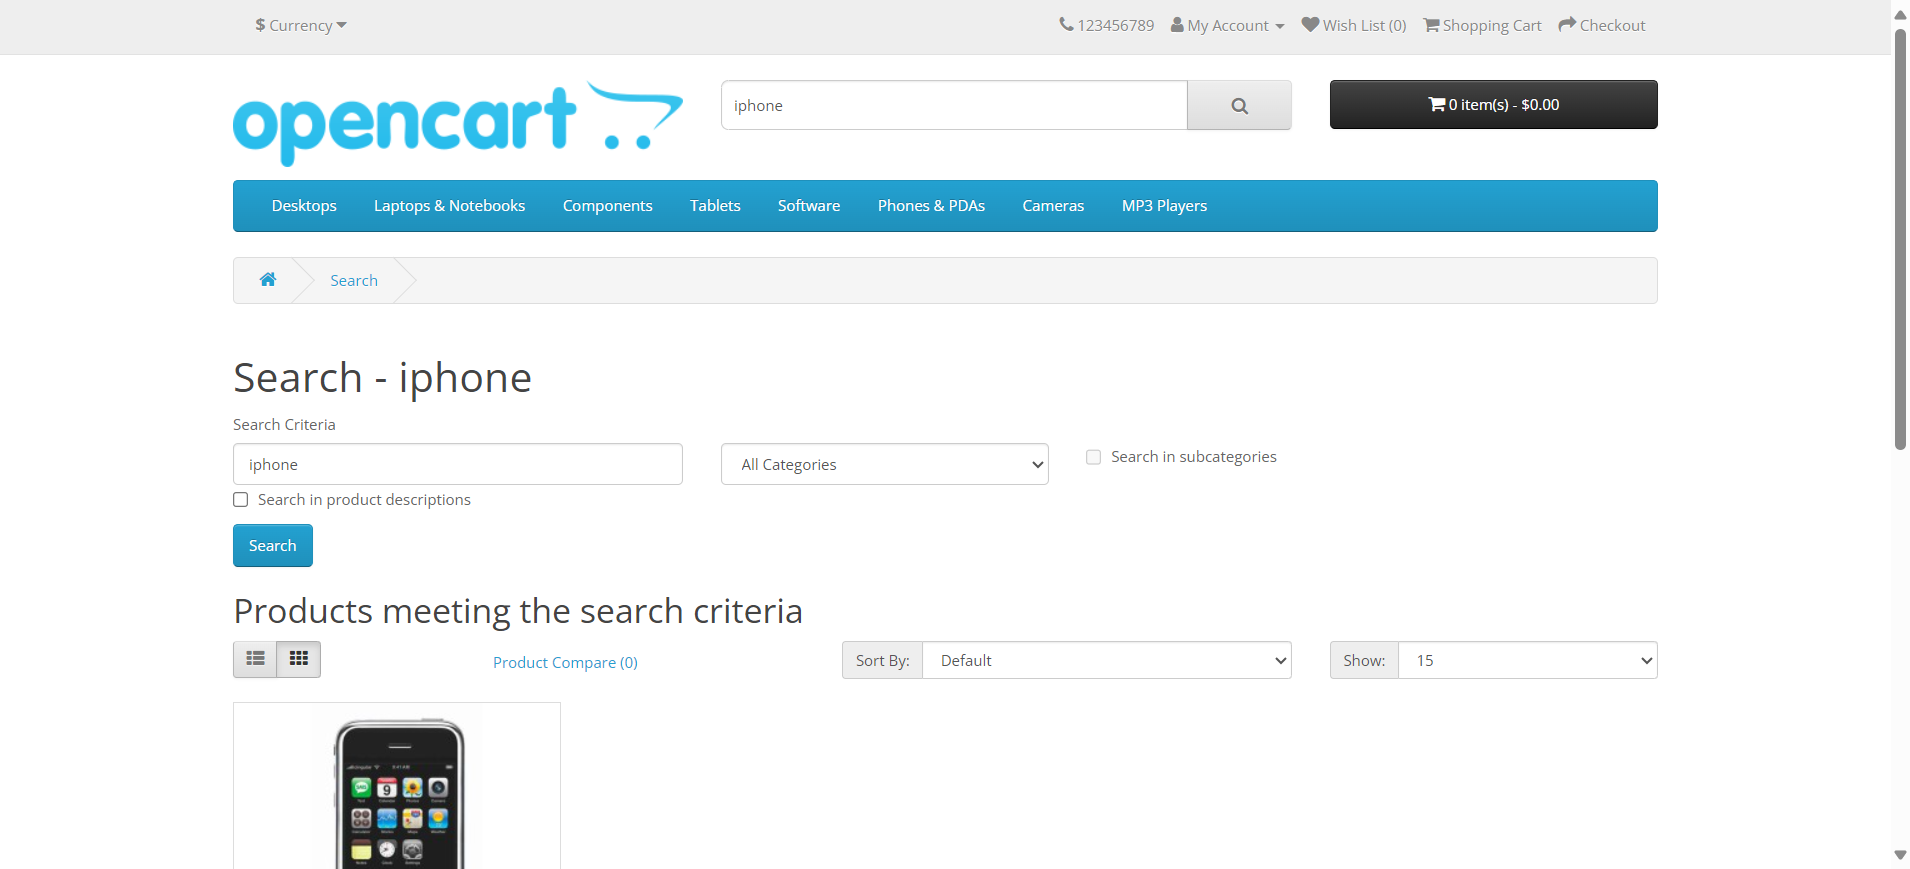 $ Currency
123456789 My Account Wish List (0) Shopping Cart Checkout
opencart
iphone
0 item(s) - $0.00
Desktops Laptops & Notebooks Components Tablets Software Phones & PDAs Cameras MP3 Players
Search
Search - iphone
Search Criteria
iphone
All Categories
Search in subcategories
Search in product descriptions
Search
Products meeting the search criteria
Product Compare (0)
Sort By: Default
Show: 15
9